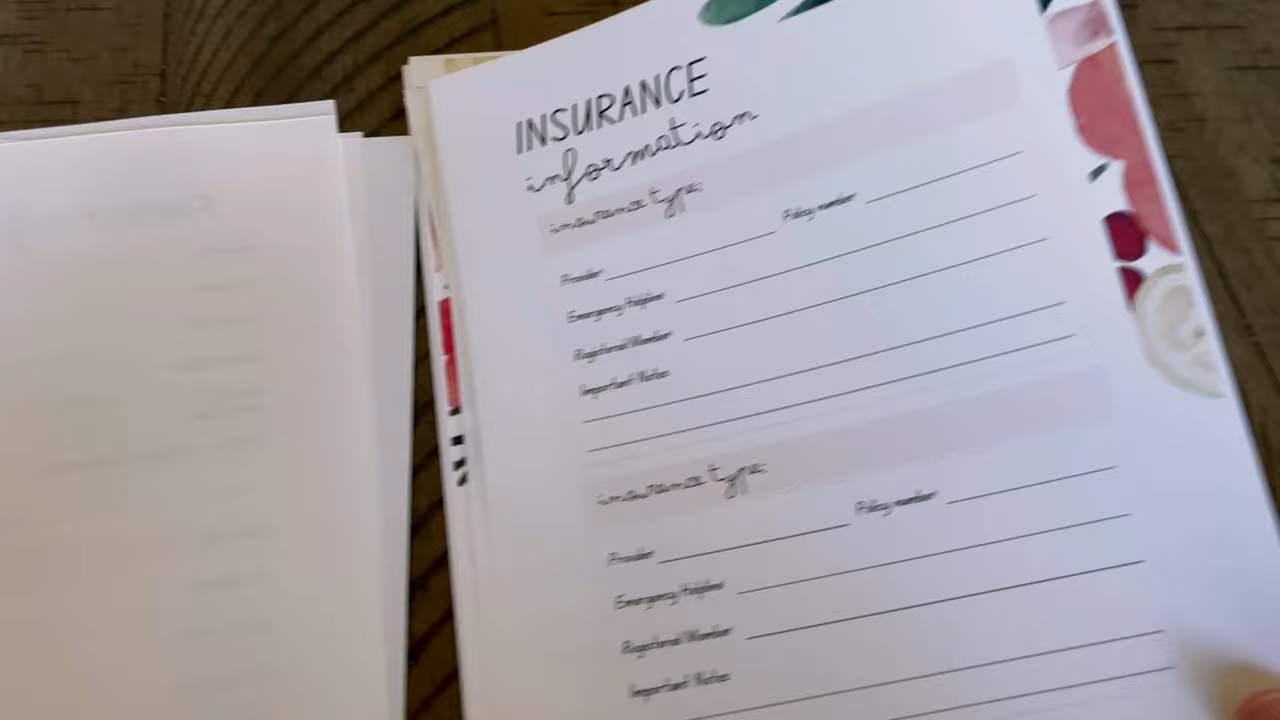 INSURANCE
information
insurance type:
Provider Policy number
Emergency Helpline
Registered Member
Important Notes
insurance type:
Provider Policy number
Emergency Helpline
Registered Member
Important Notes